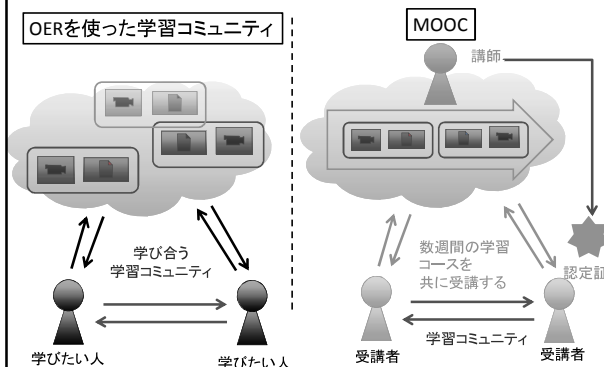 OERを使った学習コミュニティ
学び合う
学習コミュニティ
学びたい人
学びたい人
MOOC
講師
数週間の学習
コースを
共に受講する
認定証
学習コミュニティ
受講者
受講者